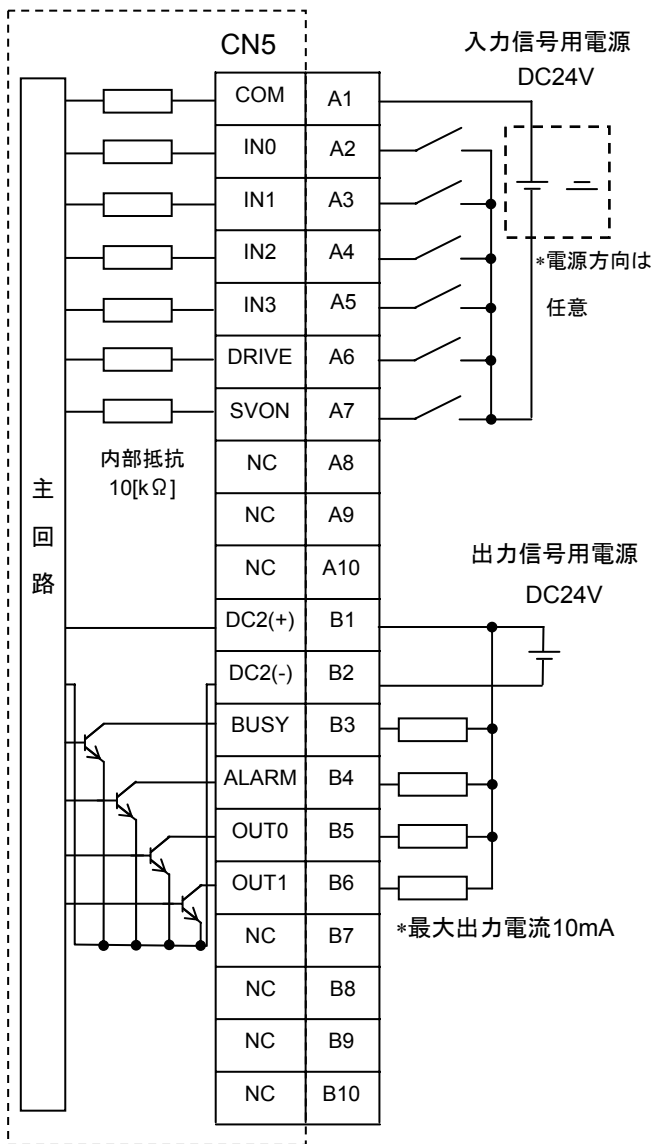 CN5
入力信号用電源
DC24V
COM A1
IN0 A2
IN1 A3
IN2 A4
*電源方向は
任意
IN3 A5
DRIVE A6
SVON A7
内部抵抗
10[kΩ]
NC A8
NC A9
NC A10
主回路
出力信号用電源
DC24V
DC2(+) B1
DC2(-) B2
BUSY B3
ALARM B4
OUT0 B5
OUT1 B6
*最大出力電流10mA
NC B7
NC B8
NC B9
NC B10